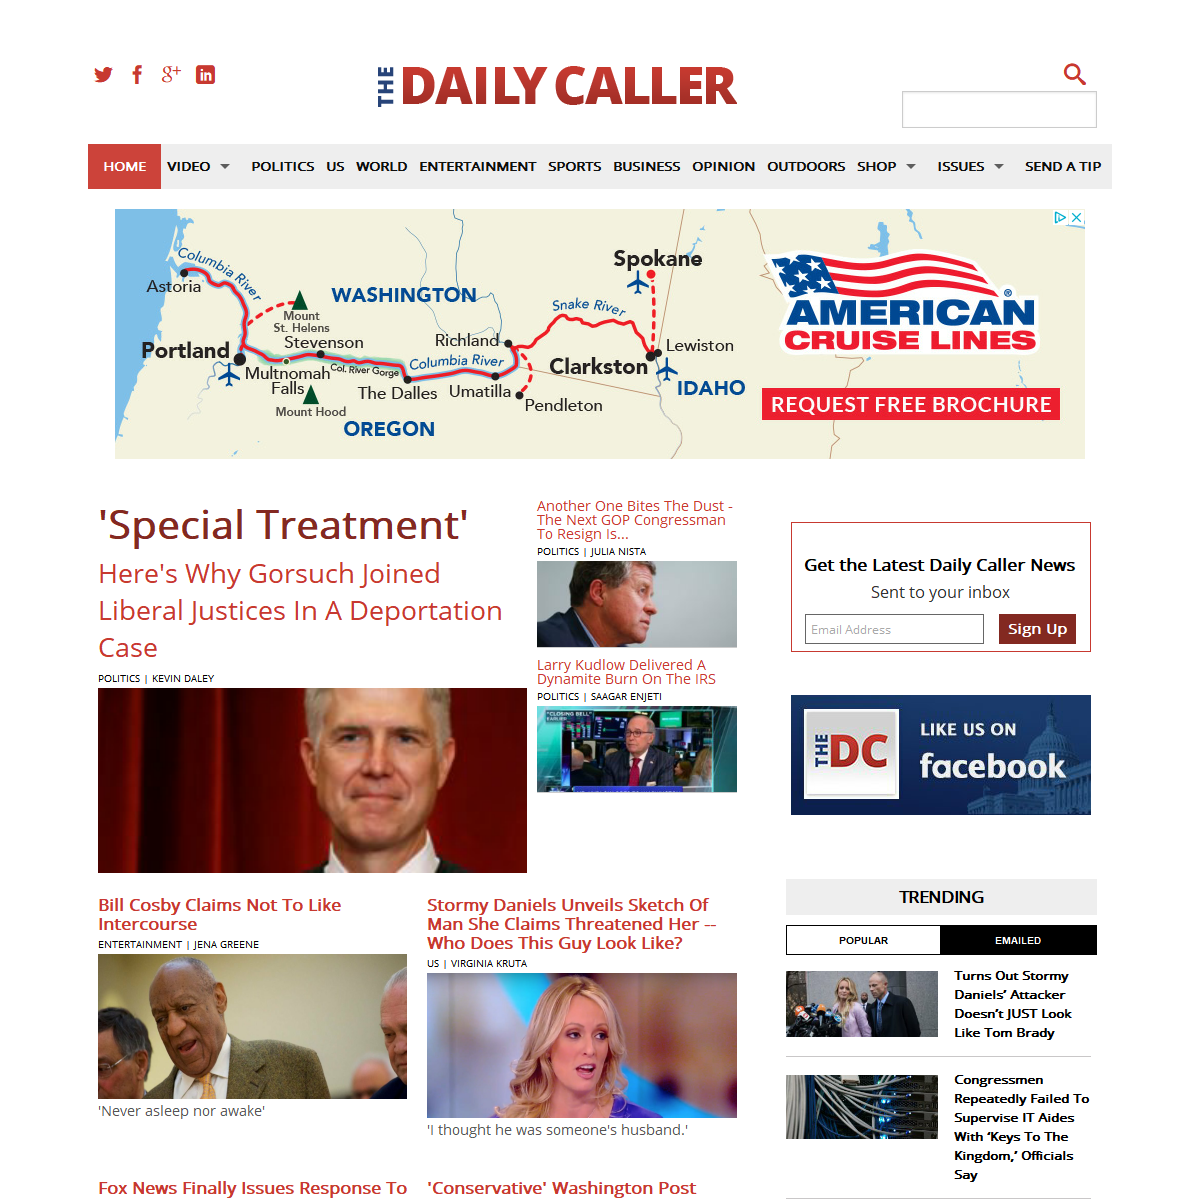 THE DAILY CALLER
HOME VIDEO POLITICS US WORLD ENTERTAINMENT SPORTS BUSINESS OPINION OUTDOORS SHOP ISSUES SEND A TIP
Columbia River
Astoria
WASHINGTON
Mount
St. Helens
Stevenson
Portland
Multnomah
Falls
Col. River Gorge
Mount Hood
The Dalles
OREGON
Columbia River
Richland
Umatilla
Pendleton
Snake River
Spokane
Clarkston
Lewiston
IDAHO
AMERICAN®
CRUISE LINES
REQUEST FREE BROCHURE
'Special Treatment'
Here's Why Gorsuch Joined
Liberal Justices In A Deportation
Case
POLITICS | KEVIN DALEY
Another One Bites The Dust -
The Next GOP Congressman
To Resign Is...
POLITICS | JULIA NISTA
Larry Kudlow Delivered A
Dynamite Burn On The IRS
POLITICS | SAAGAR ENJETI
"CLOSING BELL"
EARLIER
Get the Latest Daily Caller News
Sent to your inbox
Email Address
Sign Up
THE DC
LIKE US ON
facebook
Bill Cosby Claims Not To Like
Intercourse
ENTERTAINMENT | JENA GREENE
'Never asleep nor awake'
Stormy Daniels Unveils Sketch Of
Man She Claims Threatened Her --
Who Does This Guy Look Like?
US | VIRGINIA KRUTA
'I thought he was someone's husband.'
TRENDING
POPULAR
EMAILED
Turns Out Stormy
Daniels’ Attacker
Doesn’t JUST Look
Like Tom Brady
Congressmen
Repeatedly Failed To
Supervise IT Aides
With ‘Keys To The
Kingdom,’ Officials
Say
Fox News Finally Issues Response To
'Conservative' Washington Post